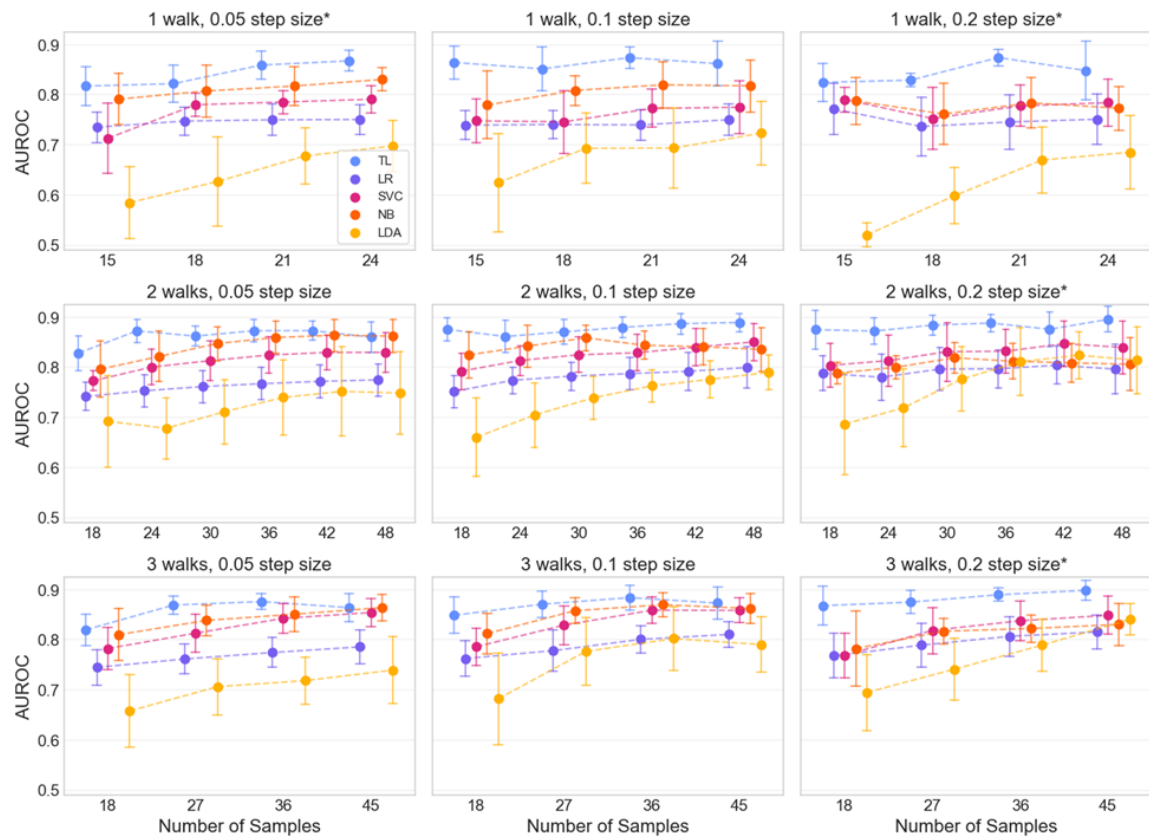 1 walk, 0.05 step size*
1 walk, 0.1 step size
1 walk, 0.2 step size*
AUROC
0.9
0.8
0.7
0.6
0.5
TL
LR
SVC
NB
LDA
15 18 21 24
15 18 21 24
15 18 21 24
2 walks, 0.05 step size
2 walks, 0.1 step size
2 walks, 0.2 step size*
AUROC
0.9
0.8
0.7
0.6
0.5
18 24 30 36 42 48
18 24 30 36 42 48
18 24 30 36 42 48
3 walks, 0.05 step size
3 walks, 0.1 step size
3 walks, 0.2 step size*
AUROC
0.9
0.8
0.7
0.6
0.5
18 27 36 45
18 27 36 45
18 27 36 45
Number of Samples
Number of Samples
Number of Samples